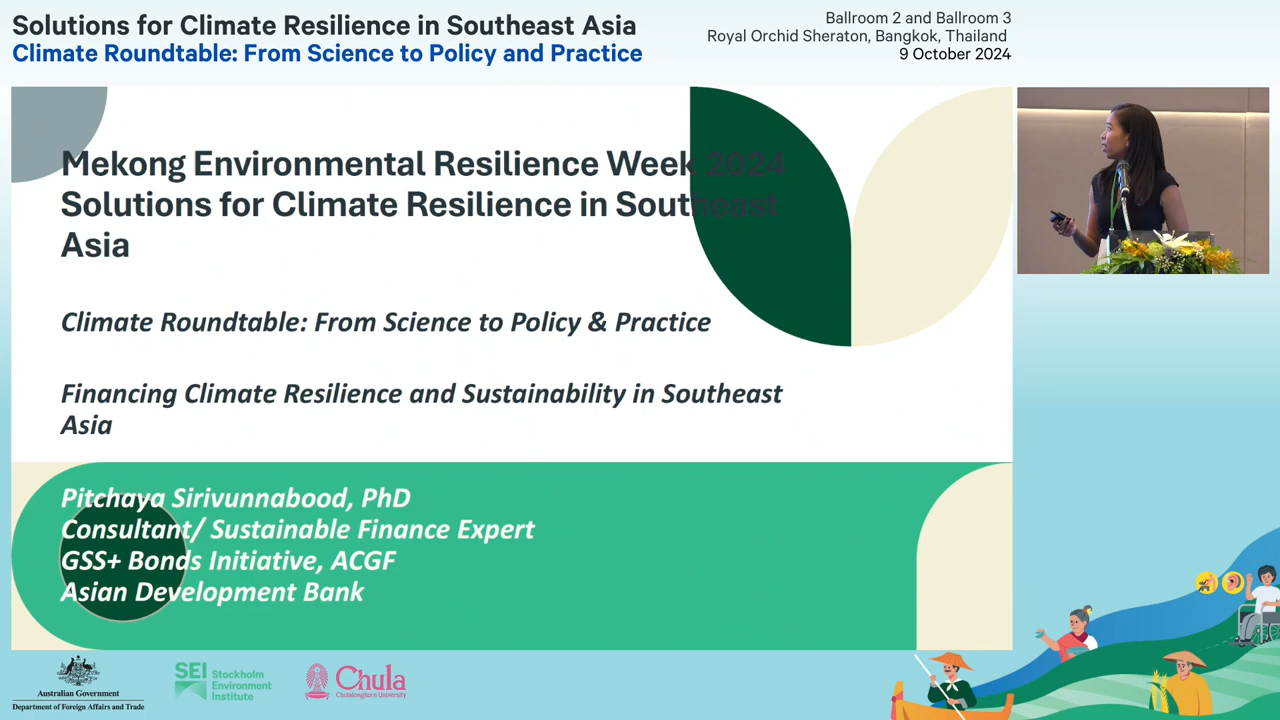 Solutions for Climate Resilience in Southeast Asia
Climate Roundtable: From Science to Policy and Practice
Ballroom 2 and Ballroom 3
Royal Orchid Sheraton, Bangkok, Thailand
9 October 2024
Mekong Environmental Resilience Week 2024
Solutions for Climate Resilience in Southeast
Asia
Climate Roundtable: From Science to Policy & Practice
Financing Climate Resilience and Sustainability in Southeast
Asia
Pitchaya Sirivunnabood, PhD
Consultant/ Sustainable Finance Expert
GSS+ Bonds Initiative, ACGF
Asian Development Bank
Australian Government
Department of Foreign Affairs and Trade
SEI Stockholm
Environment
Institute
Chula
Chulalongkorn University